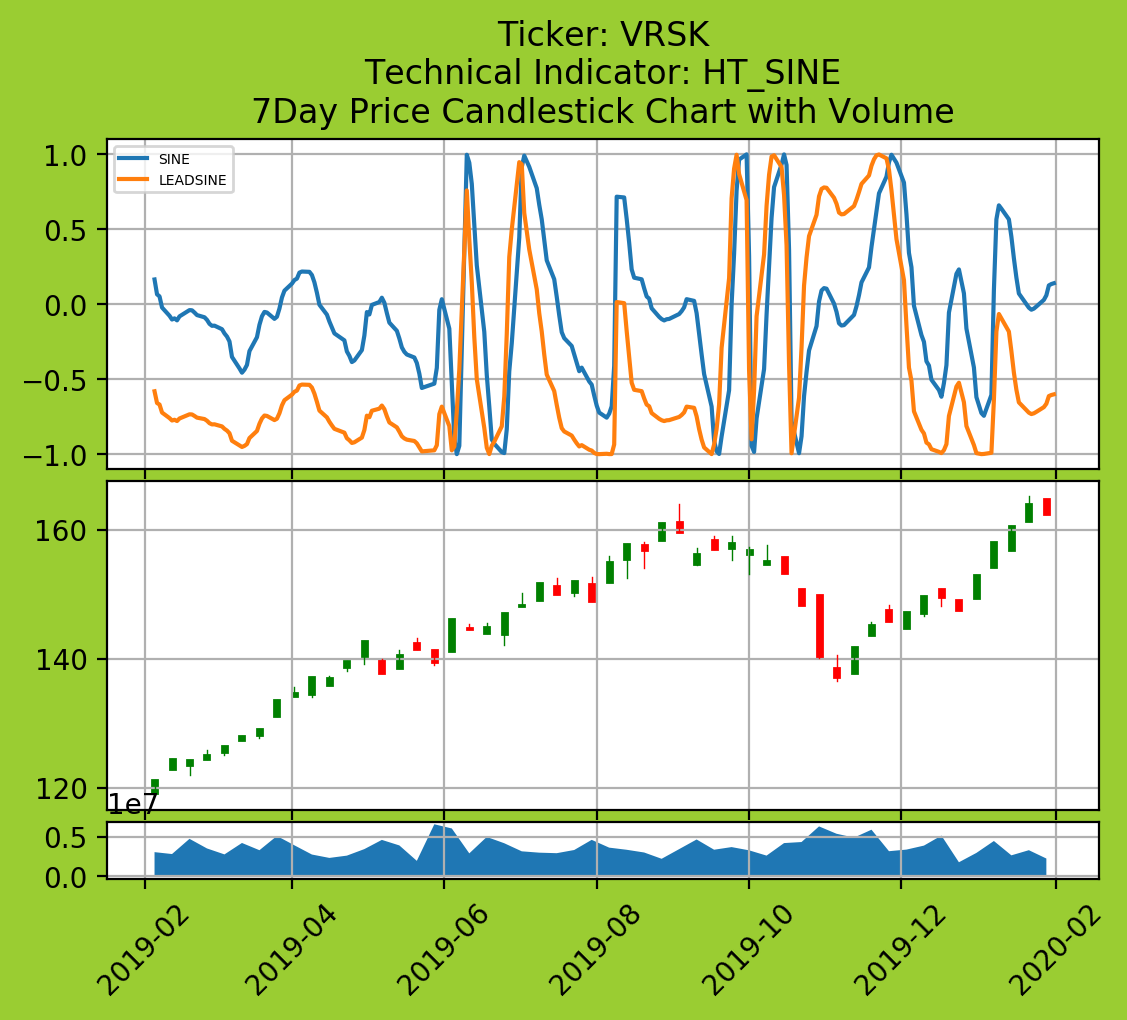 Ticker: VRSK
Technical Indicator: HT_SINE
7Day Price Candlestick Chart with Volume
SINE
LEADSINE
1.0
0.5
0.0
−0.5
−1.0
160
140
120
1e7
0.5
0.0
2019-02
2019-04
2019-06
2019-08
2019-10
2019-12
2020-02